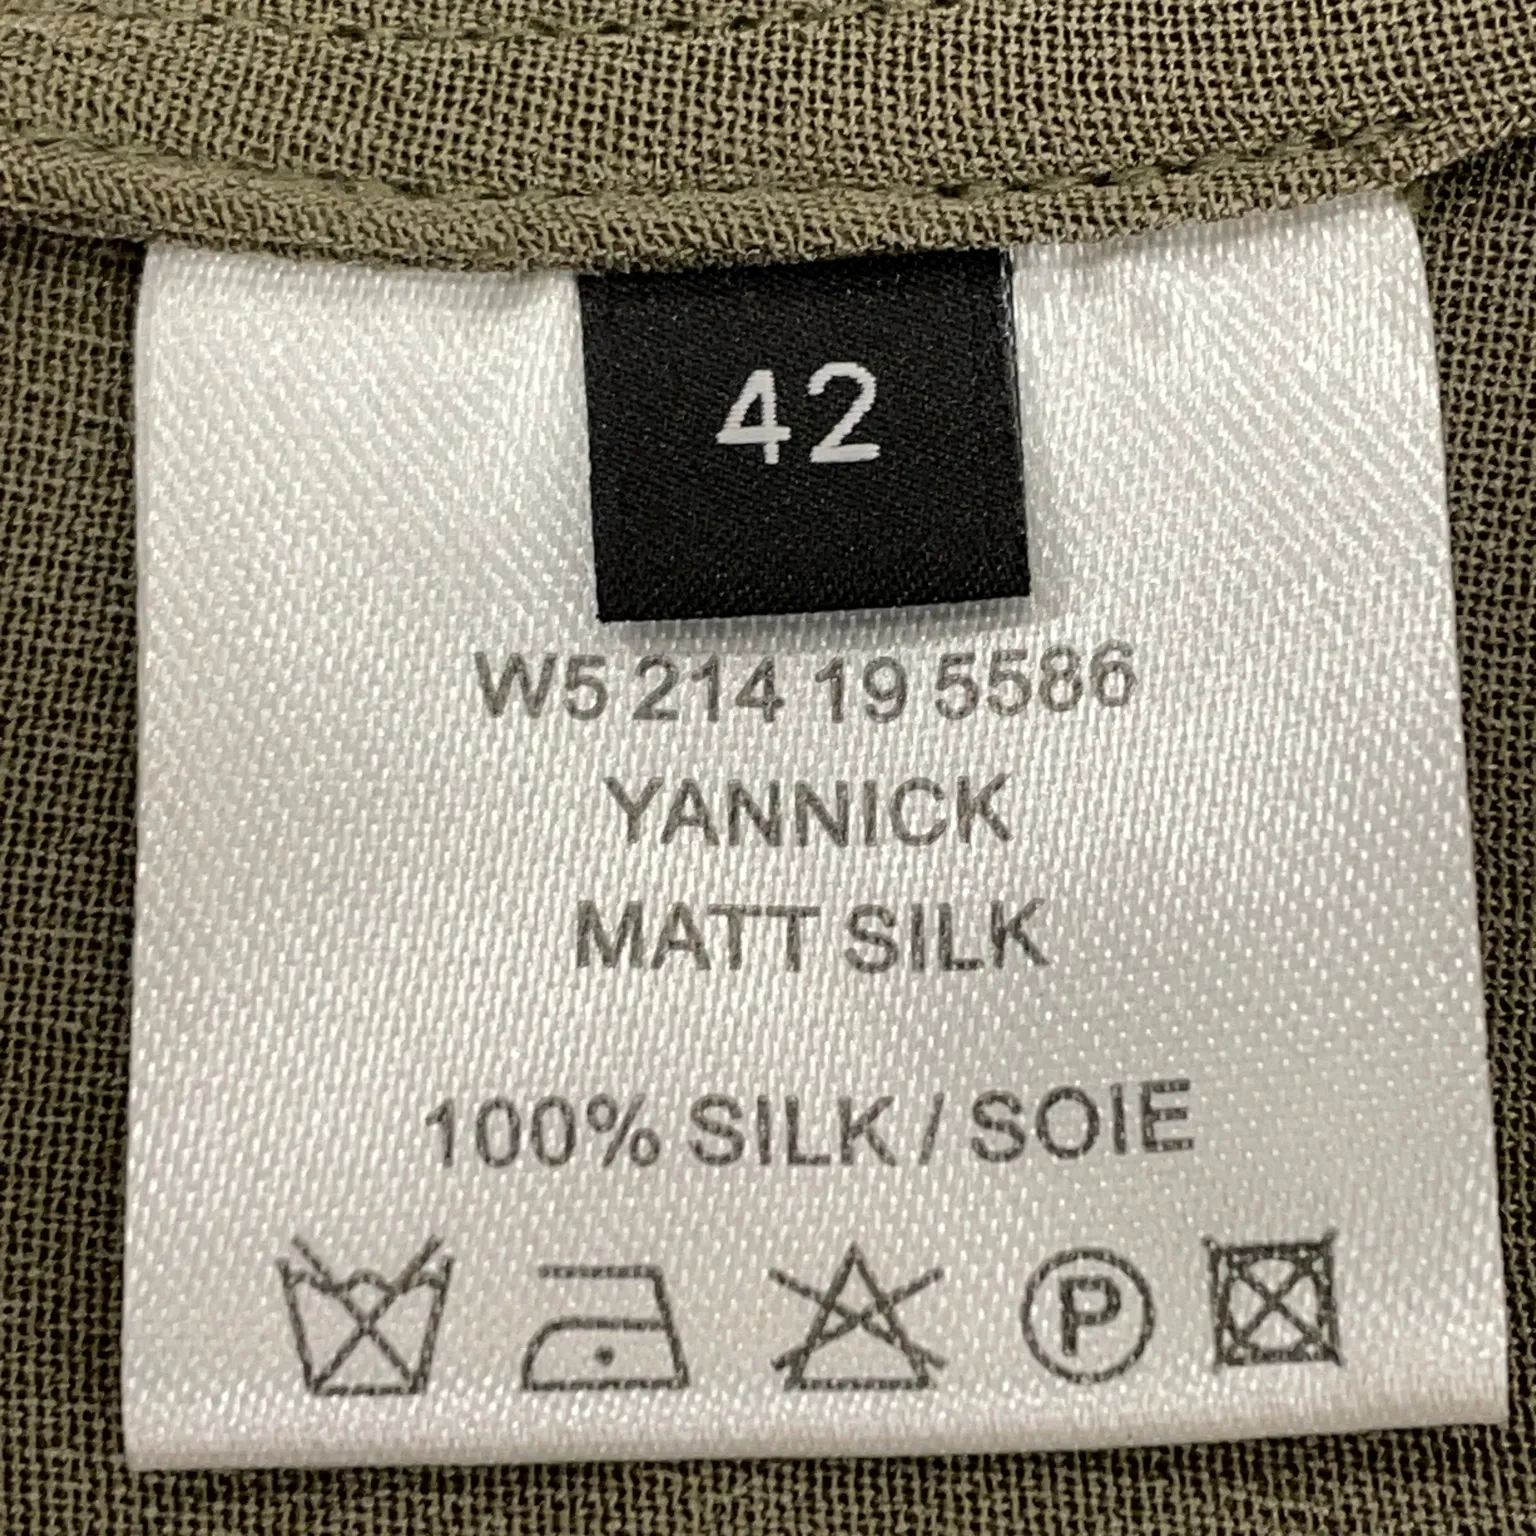 42
W5 214 19 5586
YANNICK
MATT SILK
100% SILK / SOIE
P